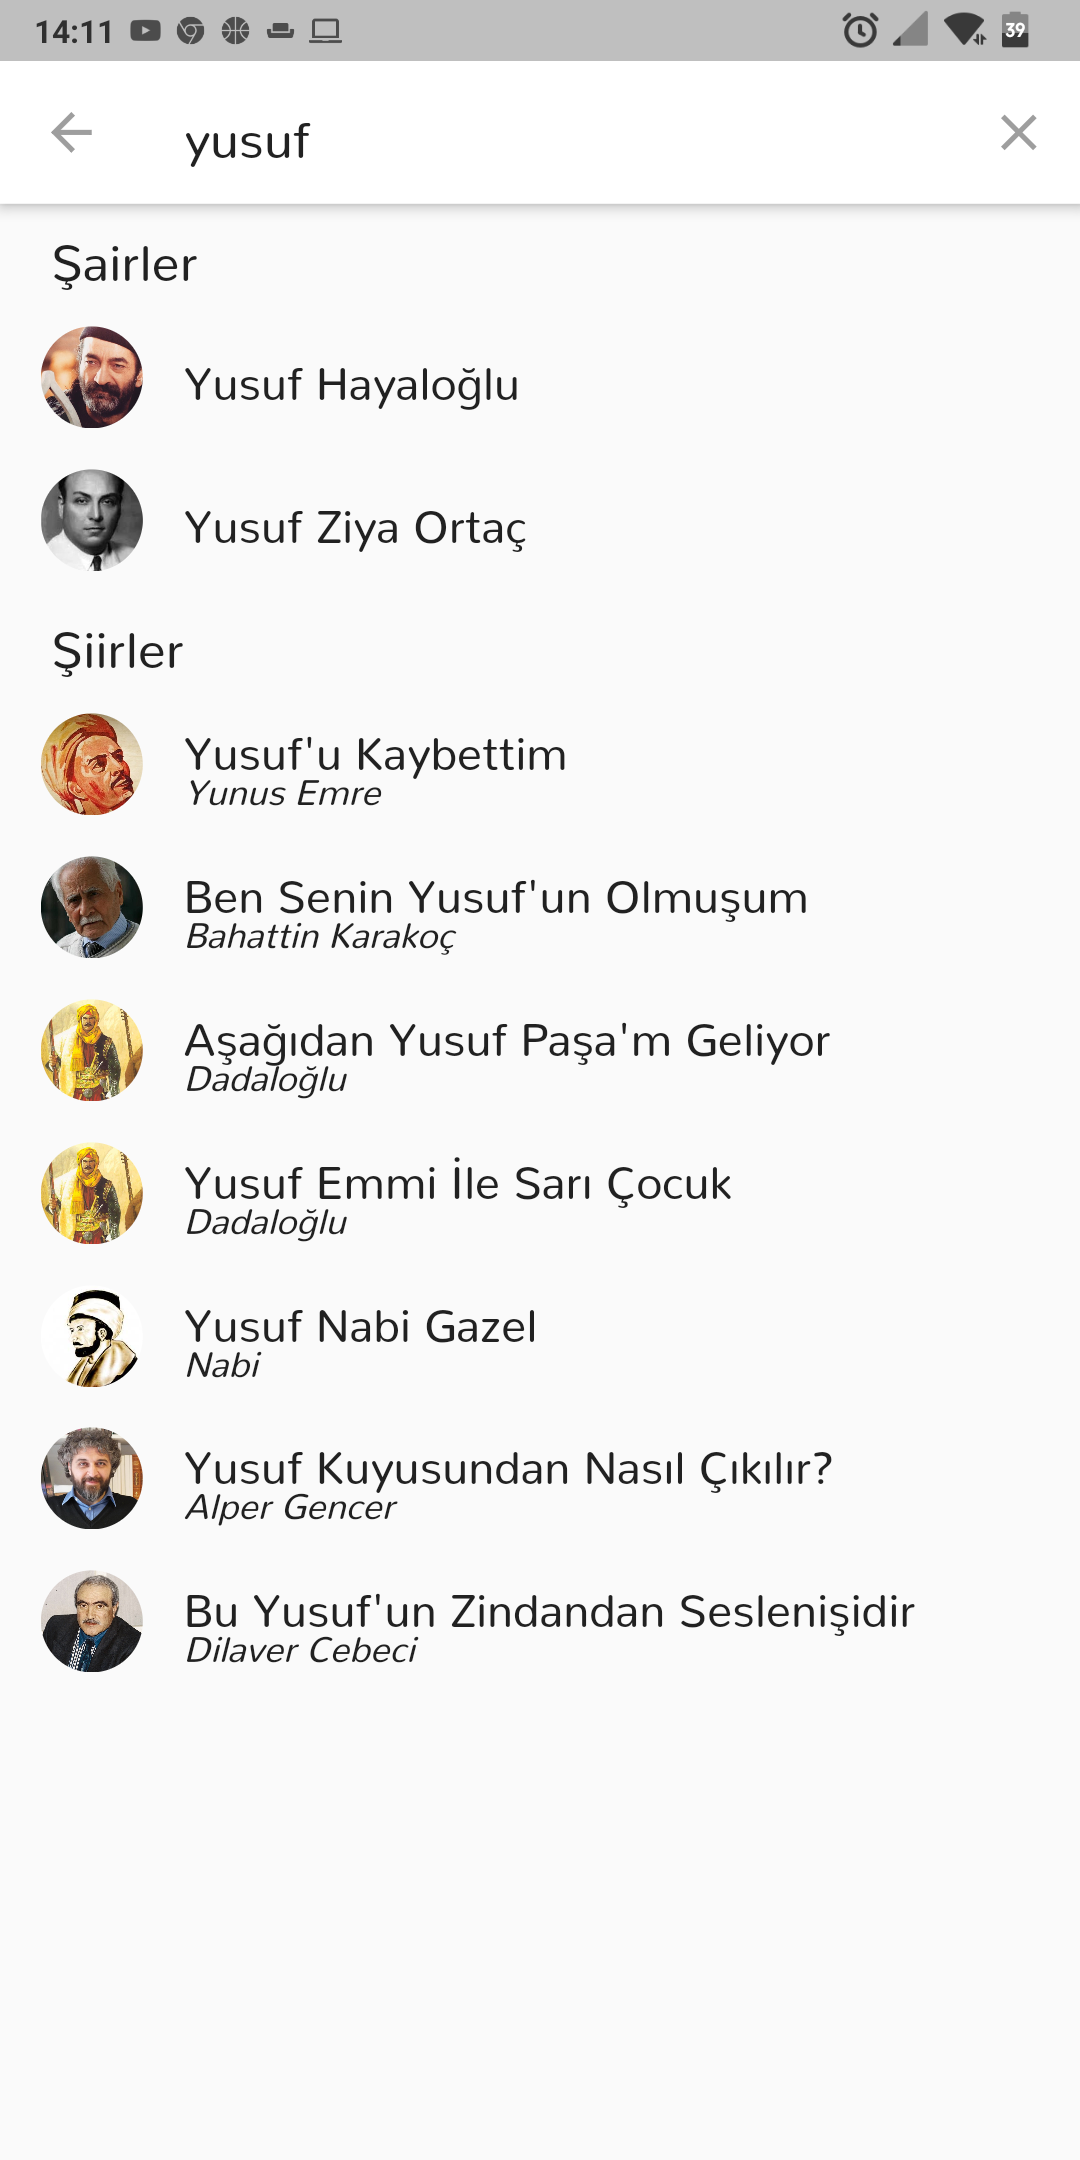 14:11
39
yusuf
Şairler
Yusuf Hayaloğlu
Yusuf Ziya Ortaç
Şiirler
Yusuf'u Kaybettim
Yunus Emre
Ben Senin Yusuf'un Olmuşum
Bahattin Karakoç
Aşağıdan Yusuf Paşa'm Geliyor
Dadaloğlu
Yusuf Emmi İle Sarı Çocuk
Dadaloğlu
Yusuf Nabi Gazel
Nabi
Yusuf Kuyusundan Nasıl Çıkılır?
Alper Gencer
Bu Yusuf'un Zindandan Seslenişidir
Dilaver Cebeci